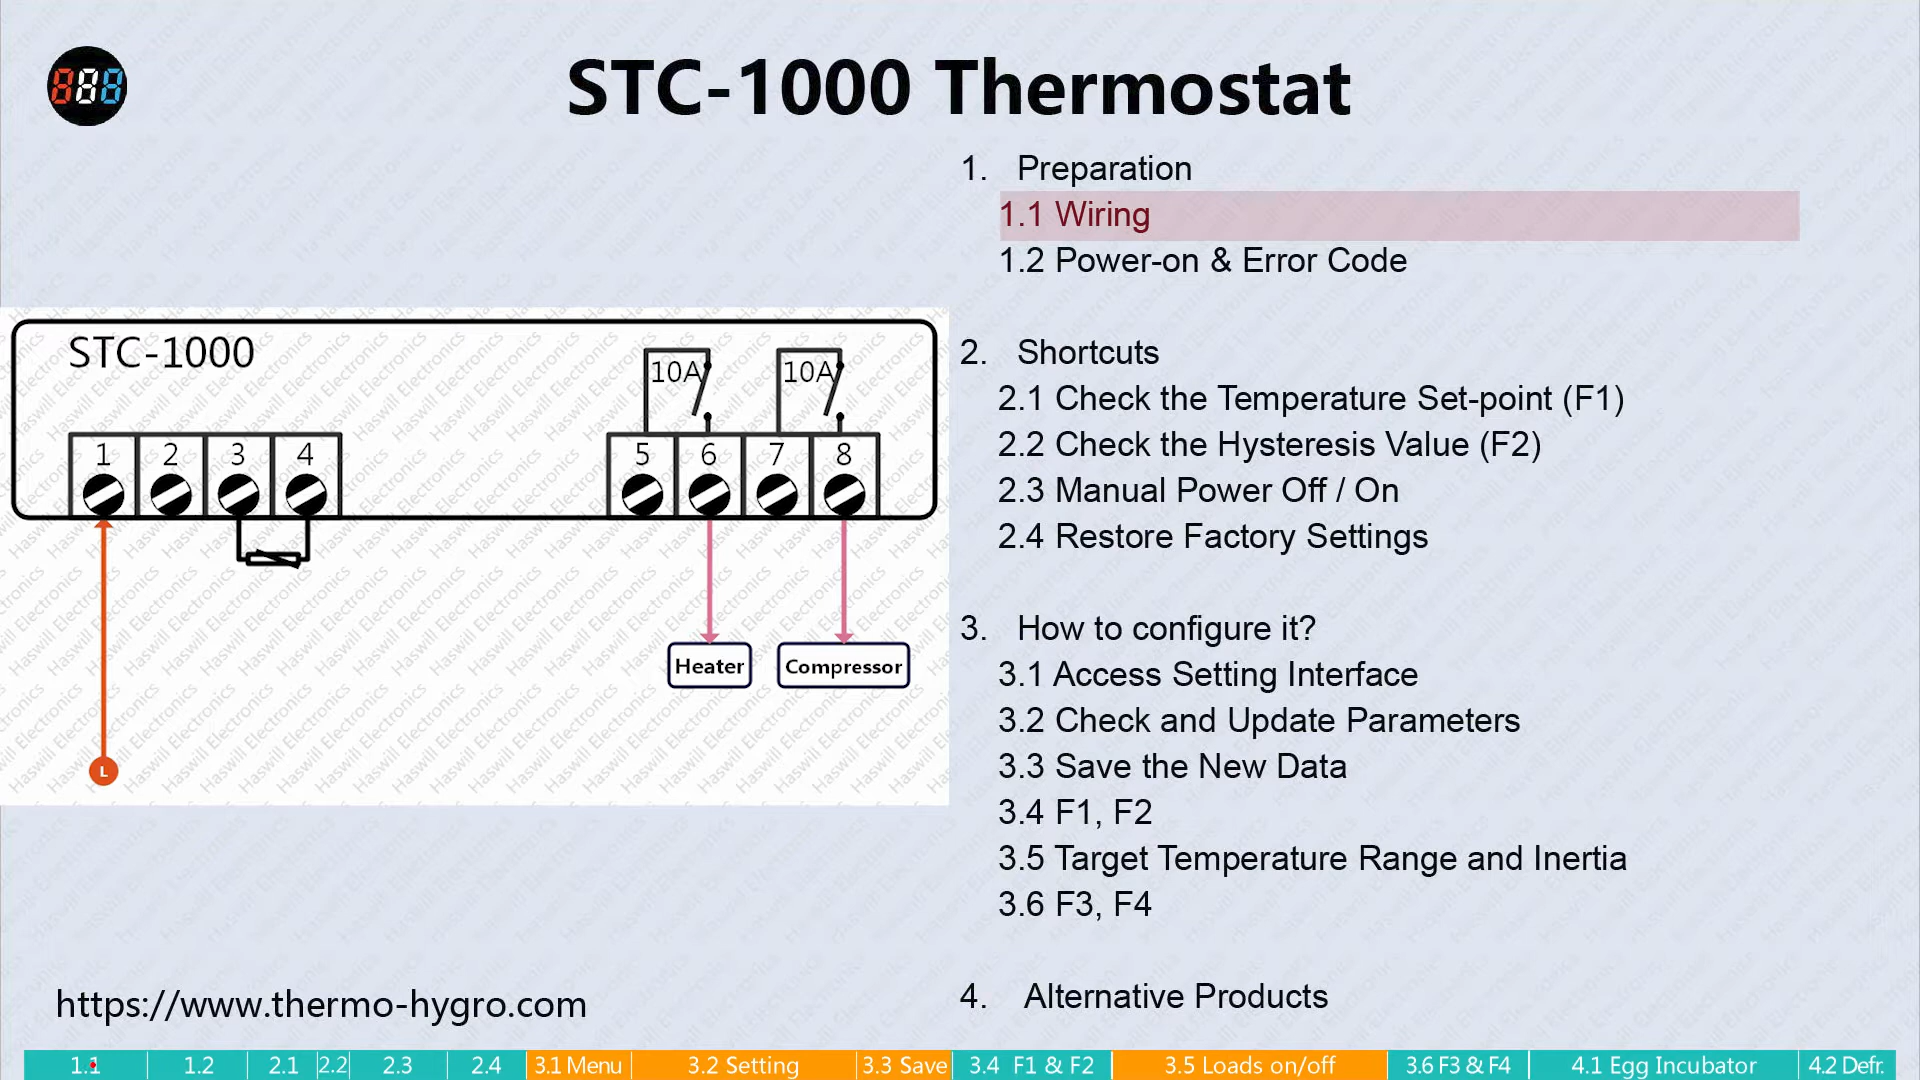 888
STC-1000 Thermostat
1. Preparation
1.1 Wiring
1.2 Power-on & Error Code
2. Shortcuts
2.1 Check the Temperature Set-point (F1)
2.2 Check the Hysteresis Value (F2)
2.3 Manual Power Off / On
2.4 Restore Factory Settings
3. How to configure it?
3.1 Access Setting Interface
3.2 Check and Update Parameters
3.3 Save the New Data
3.4 F1, F2
3.5 Target Temperature Range and Inertia
3.6 F3, F4
4. Alternative Products
STC-1000
10A 10A
1 2 3 4 5 6 7 8
Heater Compressor
L
Haswill Electronics
https://www.thermo-hygro.com
1.1 1.2 2.1 2.2 2.3 2.4 3.1 Menu 3.2 Setting 3.3 Save 3.4 F1 & F2 3.5 Loads on/off 3.6 F3 & F4 4.1 Egg Incubator 4.2 Defr.